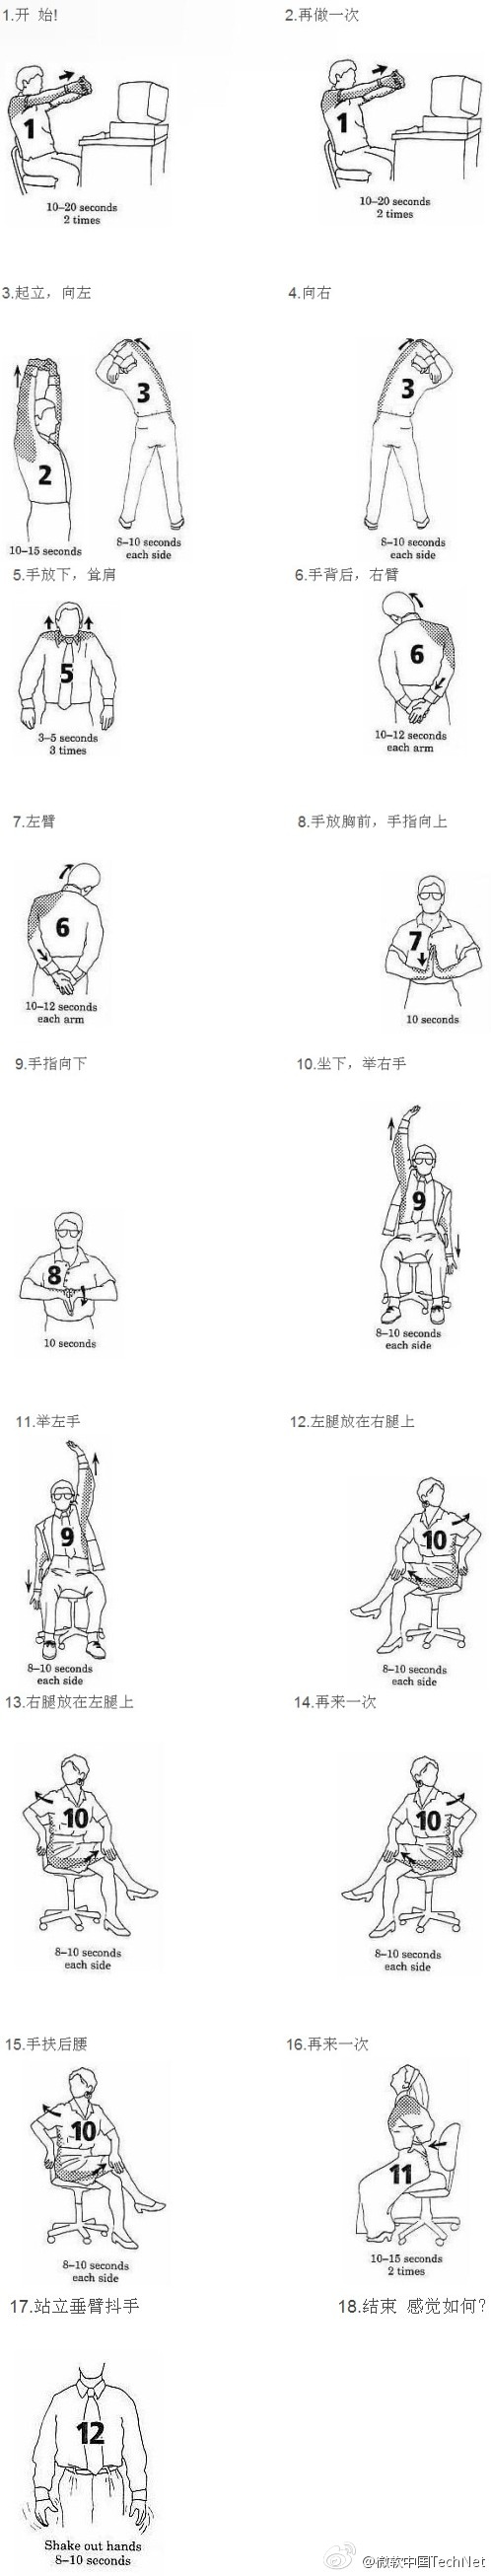 1.开 始!
2.再做一次
1
10–20 seconds
2 times
1
10–20 seconds
2 times
3.起立，向左
4.向右
2
10–15 seconds
3
8–10 seconds
each side
3
8–10 seconds
each side
5.手放下，耸肩
6.手背后，右臂
5
3–5 seconds
3 times
6
10–12 seconds
each arm
7.左臂
8.手放胸前，手指向上
6
10–12 seconds
each arm
7
10 seconds
9.手指向下
10.坐下，举右手
8
10 seconds
9
8–10 seconds
each side
11.举左手
12.左腿放在右腿上
9
8–10 seconds
each side
10
8–10 seconds
each side
13.右腿放在左腿上
14.再来一次
10
8–10 seconds
each side
10
8–10 seconds
each side
15.手扶后腰
16.再来一次
10
8–10 seconds
each side
11
10–15 seconds
2 times
17.站立垂臂抖手
18.结束 感觉如何?
12
Shake out hands
8–10 seconds
@微软中国TechNet